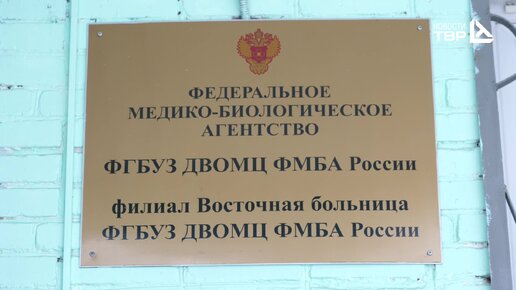 НОВОСТИ
ТВР
ФЕДЕРАЛЬНОЕ
МЕДИКО-БИОЛОГИЧЕСКОЕ
АГЕНТСТВО
ФГБУЗ ДВОМЦ ФМБА России
филиал Восточная больница
ФГБУЗ ДВОМЦ ФМБА России